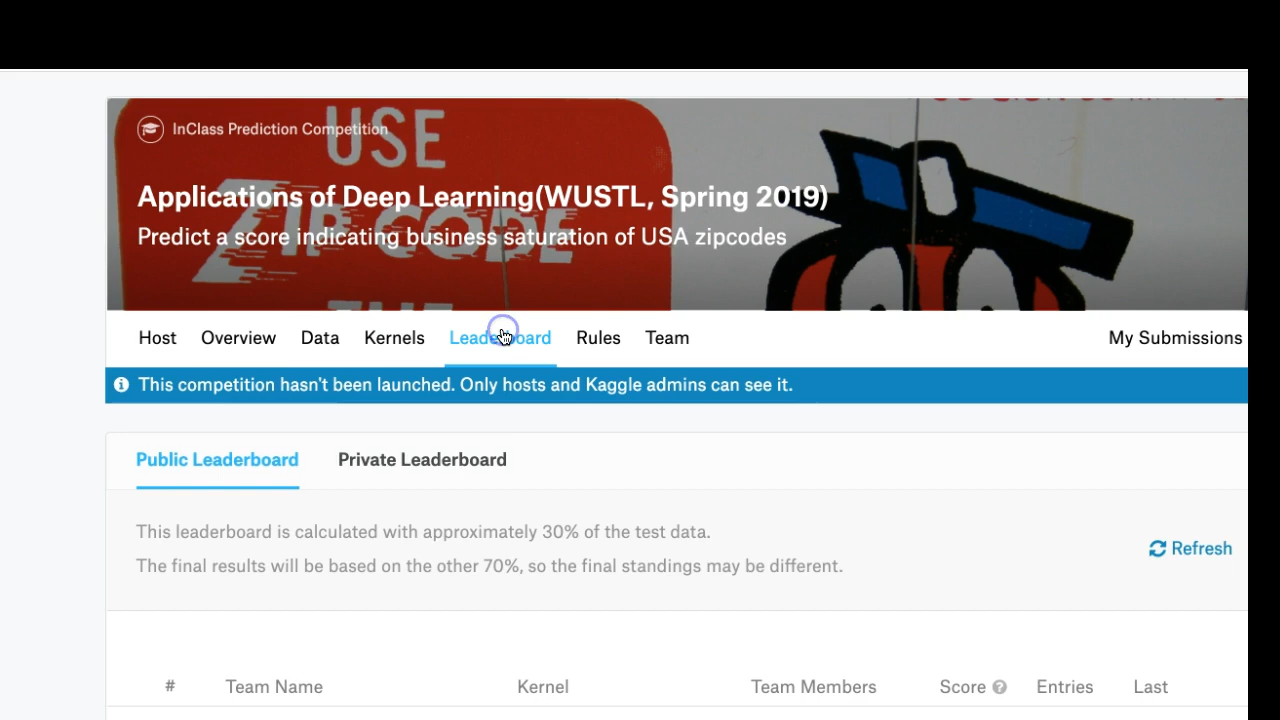 USE
InClass Prediction Competition
Applications of Deep Learning(WUSTL, Spring 2019)
ZIP CODE
Predict a score indicating business saturation of USA zipcodes
THE
Host Overview Data Kernels Leaderboard Rules Team My Submissions
This competition hasn't been launched. Only hosts and Kaggle admins can see it.
Public Leaderboard Private Leaderboard
This leaderboard is calculated with approximately 30% of the test data.
The final results will be based on the other 70%, so the final standings may be different.
Refresh
# Team Name Kernel Team Members Score Entries Last